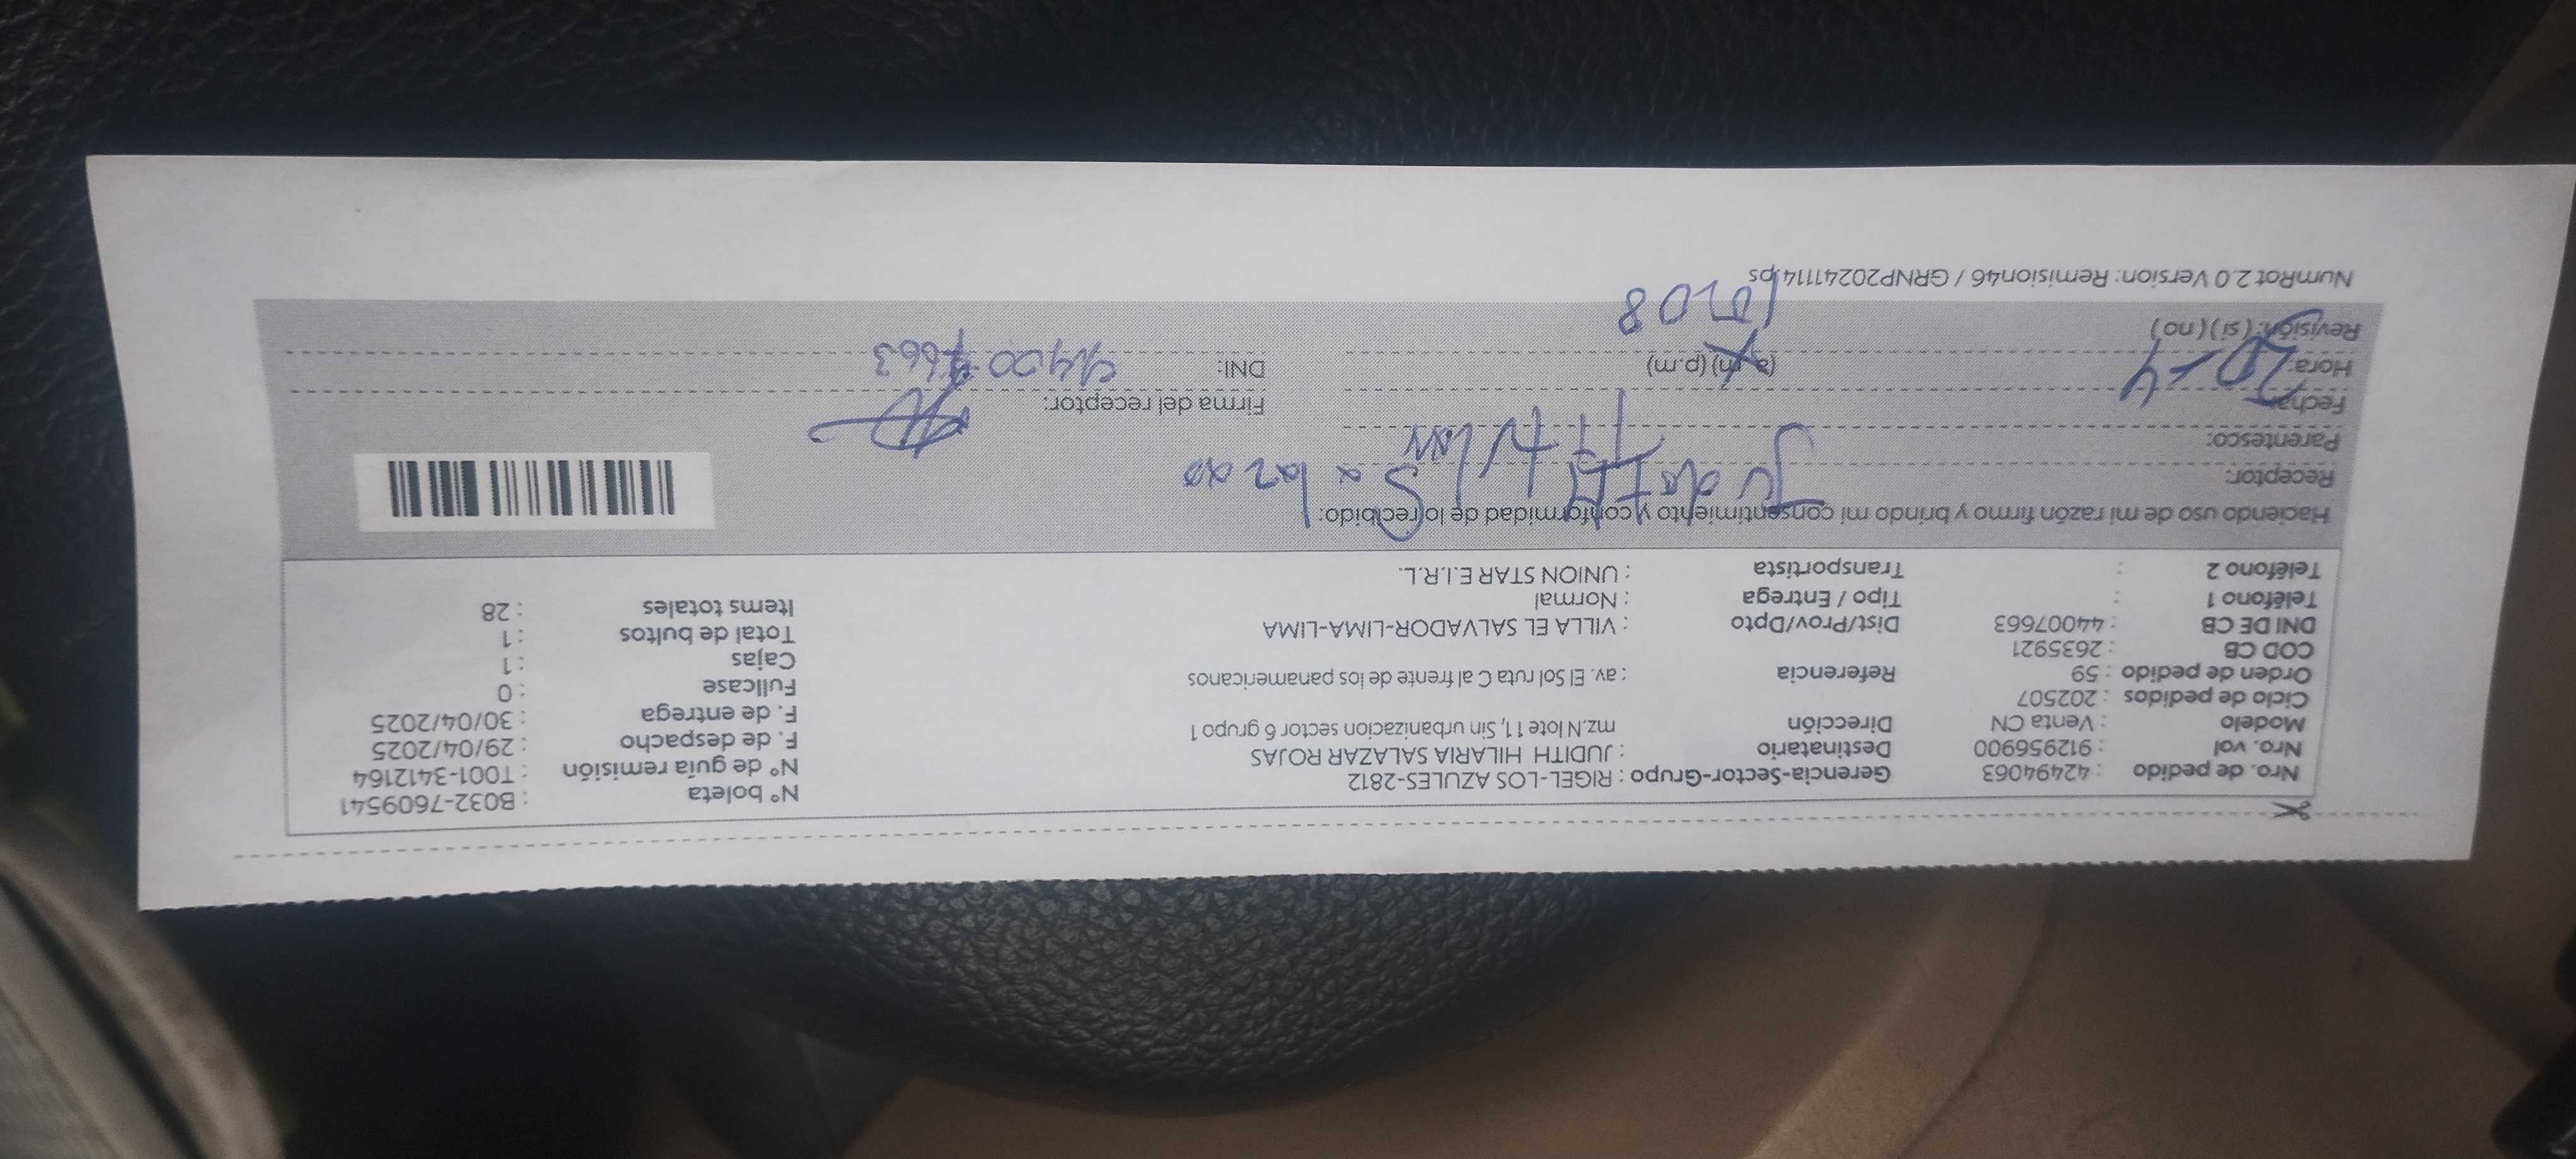 Nro. de pedido : 42494063 Gerencia-Sector-Grupo : RIGEL-LOS AZULES-2812 N° boleta : B032-7609541
Nro. vol : 912956900 Destinatario : JUDITH HILARIA SALAZAR ROJAS N° de guía remisión : T001-3412164
Modelo : Venta CN Dirección mz.N lote 11, Sin urbanizacion sector 6 grupo 1 F. de despacho : 29/04/2025
Ciclo de pedidos : 202507 F. de entrega : 30/04/2025
Orden de pedido : 59 Referencia : av. El Sol ruta C al frente de los panamericanos Fullcase : 0
COD CB : 2635921 Cajas : 1
DNI DE CB : 44007663 Dist/Prov/Dpto : VILLA EL SALVADOR-LIMA-LIMA Total de bultos : 1
Teléfono 1 : Tipo / Entrega : Normal Items totales : 28
Teléfono 2 : Transportista : UNION STAR E.I.R.L.
Haciendo uso de mi razón firmo y brindo mi consentimiento y conformidad de lo recibido:
Receptor: Salazar
Parentesco:
Fecha: 30-4 Firma del receptor:
Hora: (a.m) (p.m) DNI: 44007663
Revisión: (si) (no)
NumRot 2.0 Version: Remision46 / GRNP20241114.ps